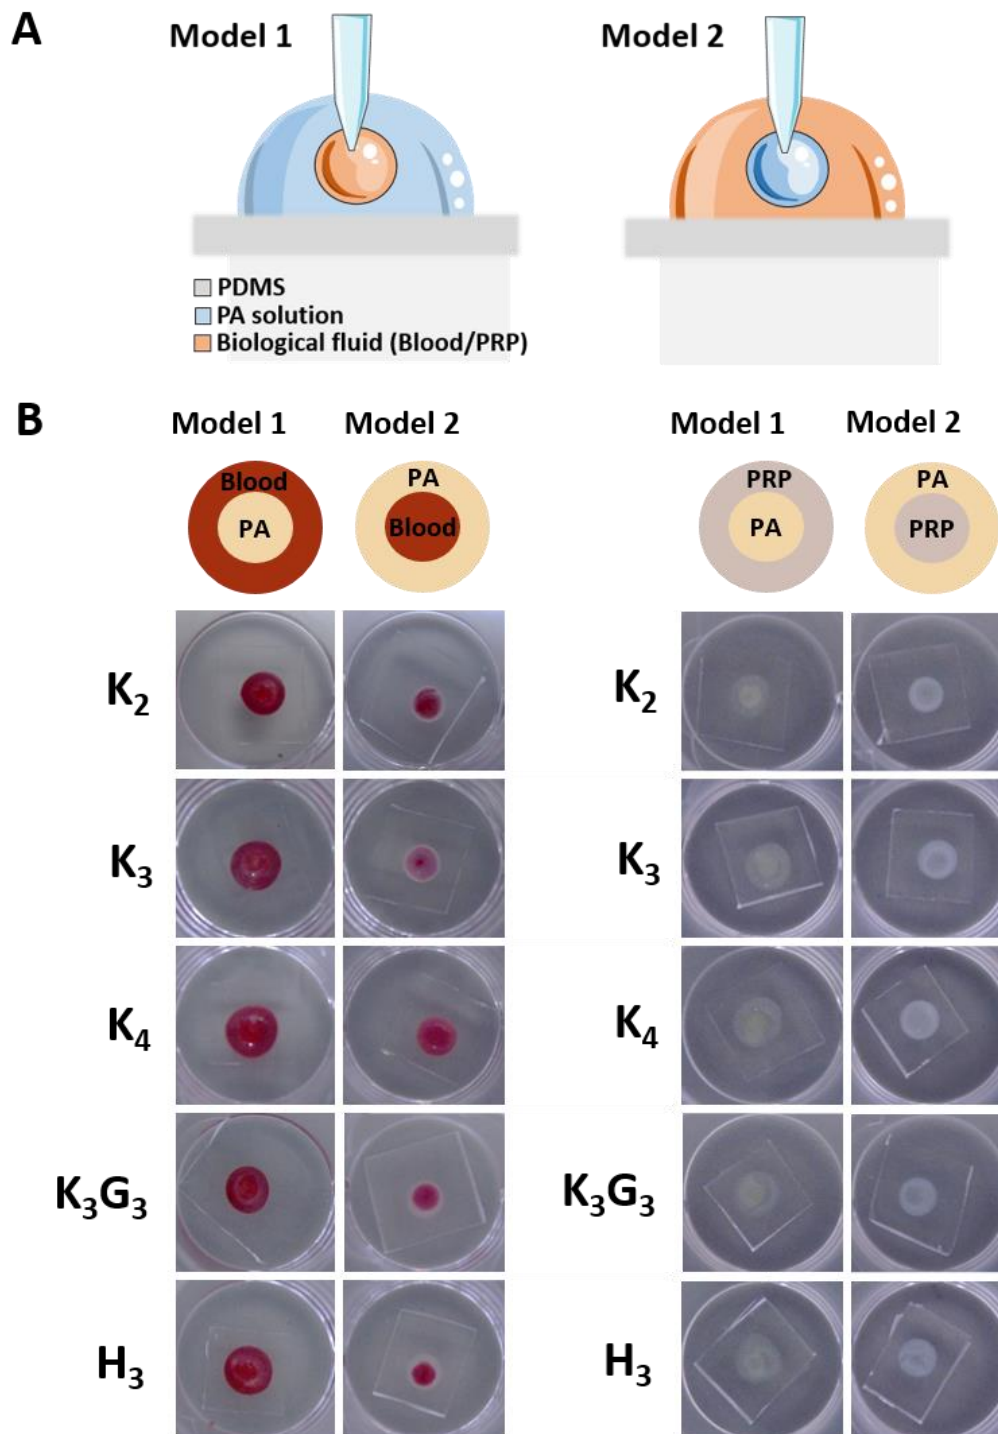 A
Model 1
Model 2
PDMS
PA solution
Biological fluid (Blood/PRP)
B
Model 1
Model 2
Model 1
Model 2
Blood
PA
PA
Blood
PRP
PA
PA
PRP
K₂
K₂
K₃
K₃
K₄
K₄
K₃G₃
K₃G₃
H₃
H₃